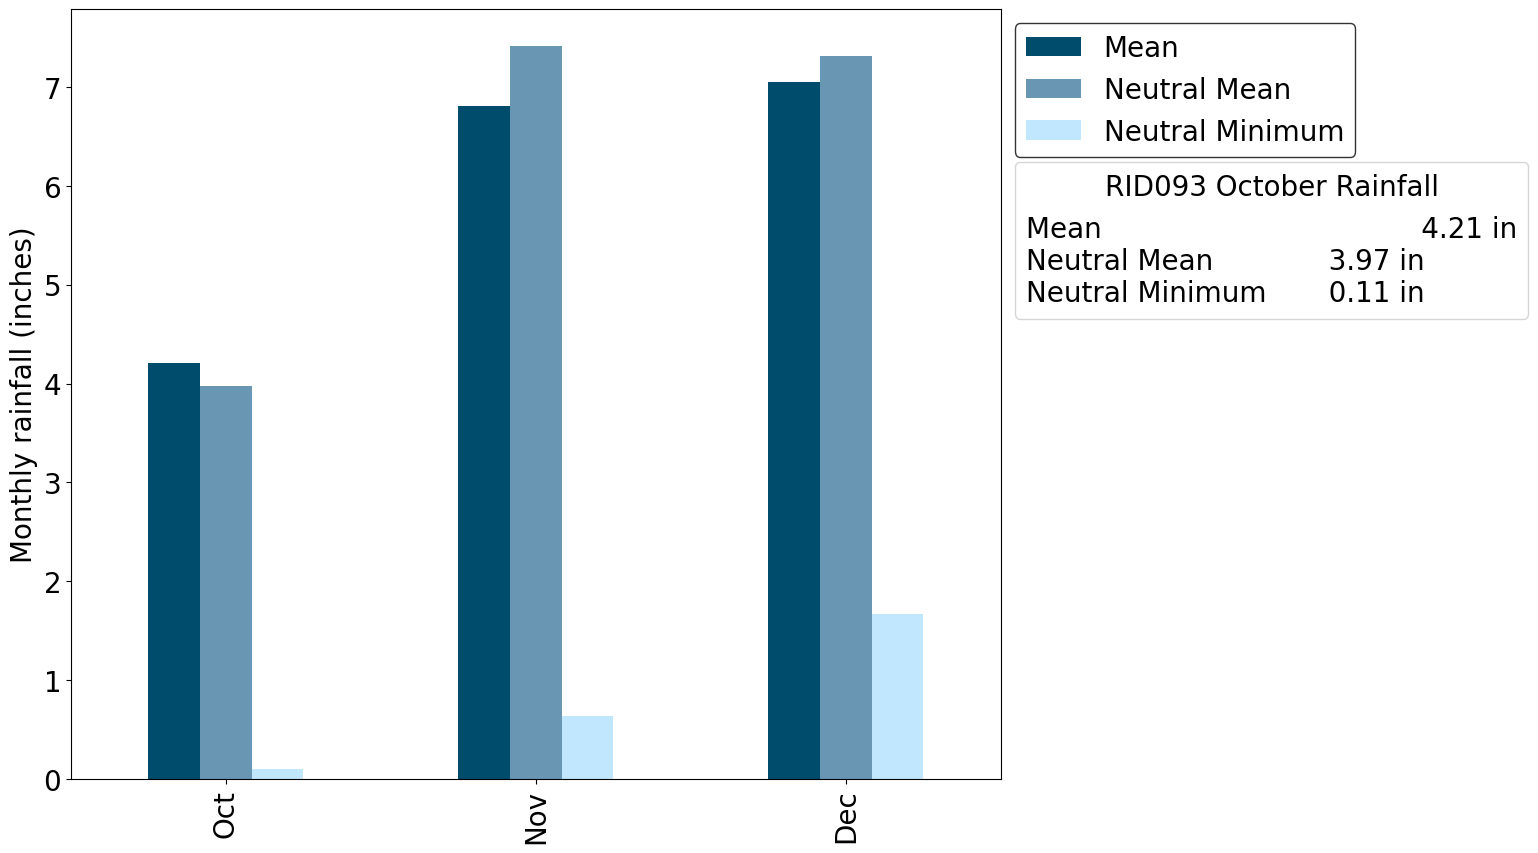 Monthly rainfall (inches)
7
6
5
4
3
2
1
0
Oct
Nov
Dec
Mean
Neutral Mean
Neutral Minimum
RID093 October Rainfall
Mean 4.21 in
Neutral Mean 3.97 in
Neutral Minimum 0.11 in